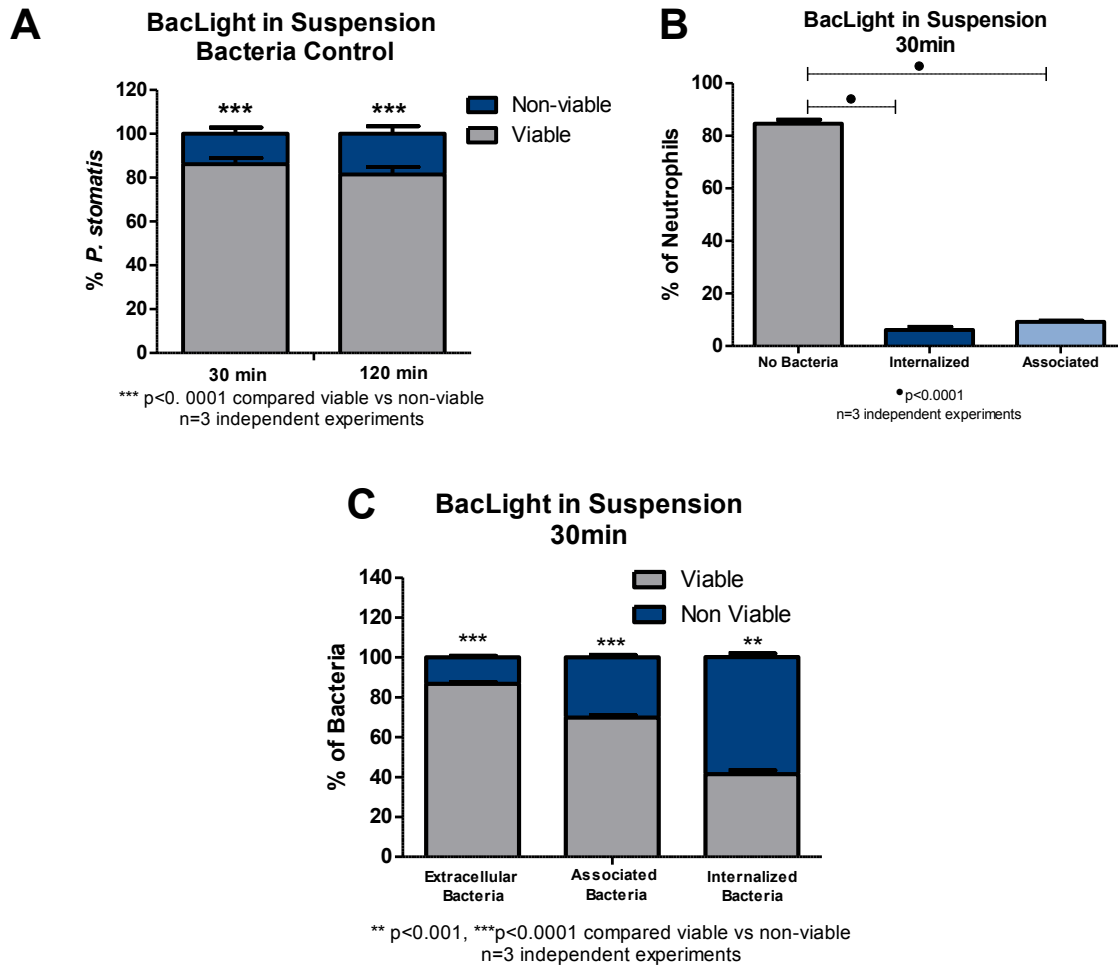 A
BacLight in Suspension
Bacteria Control
120
100
80
60
40
20
0
% P. stomatis
***
***
Non-viable
Viable
30 min
120 min
*** p<0. 0001 compared viable vs non-viable
n=3 independent experiments
B
BacLight in Suspension
30min
100
80
60
40
20
0
% of Neutrophils
No Bacteria
Internalized
Associated
• p<0.0001
n=3 independent experiments
C
BacLight in Suspension
30min
140
120
100
80
60
40
20
0
% of Bacteria
Viable
Non Viable
***
***
**
Extracellular
Bacteria
Associated
Bacteria
Internalized
Bacteria
** p<0.001, ***p<0.0001 compared viable vs non-viable
n=3 independent experiments